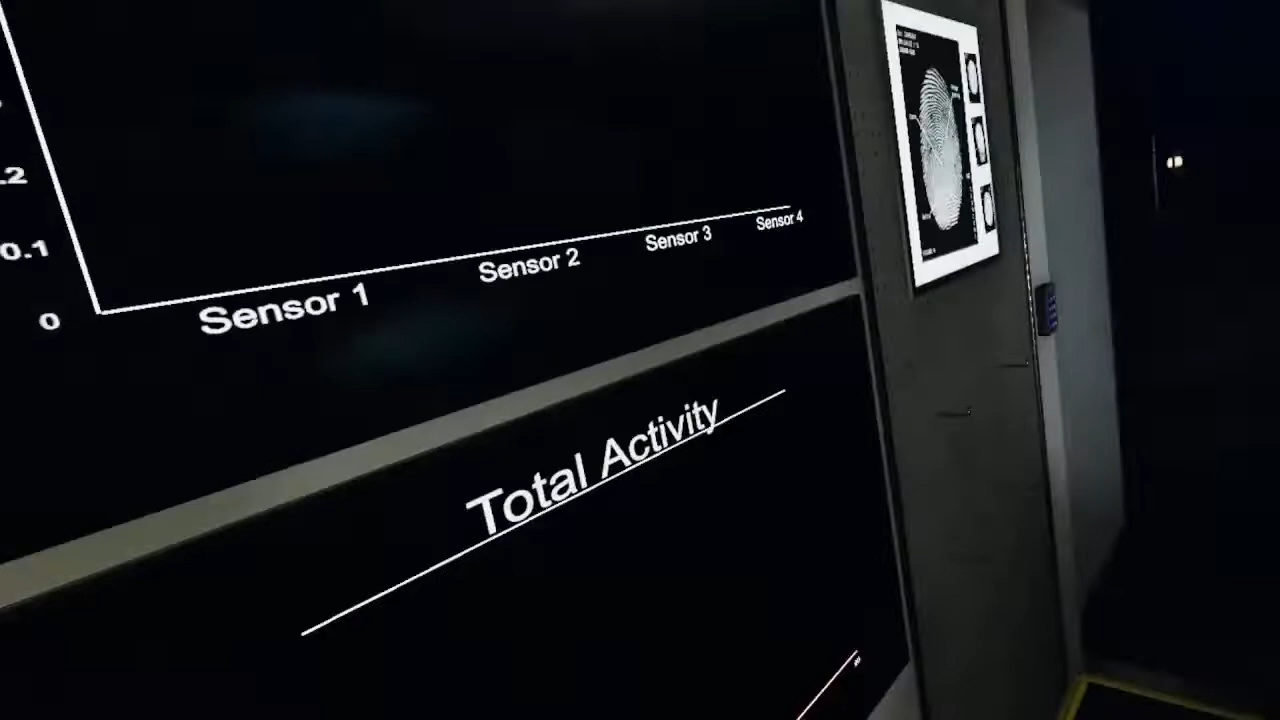 .2
0.1
0
Sensor 1
Sensor 2
Sensor 3
Sensor 4
Total Activity